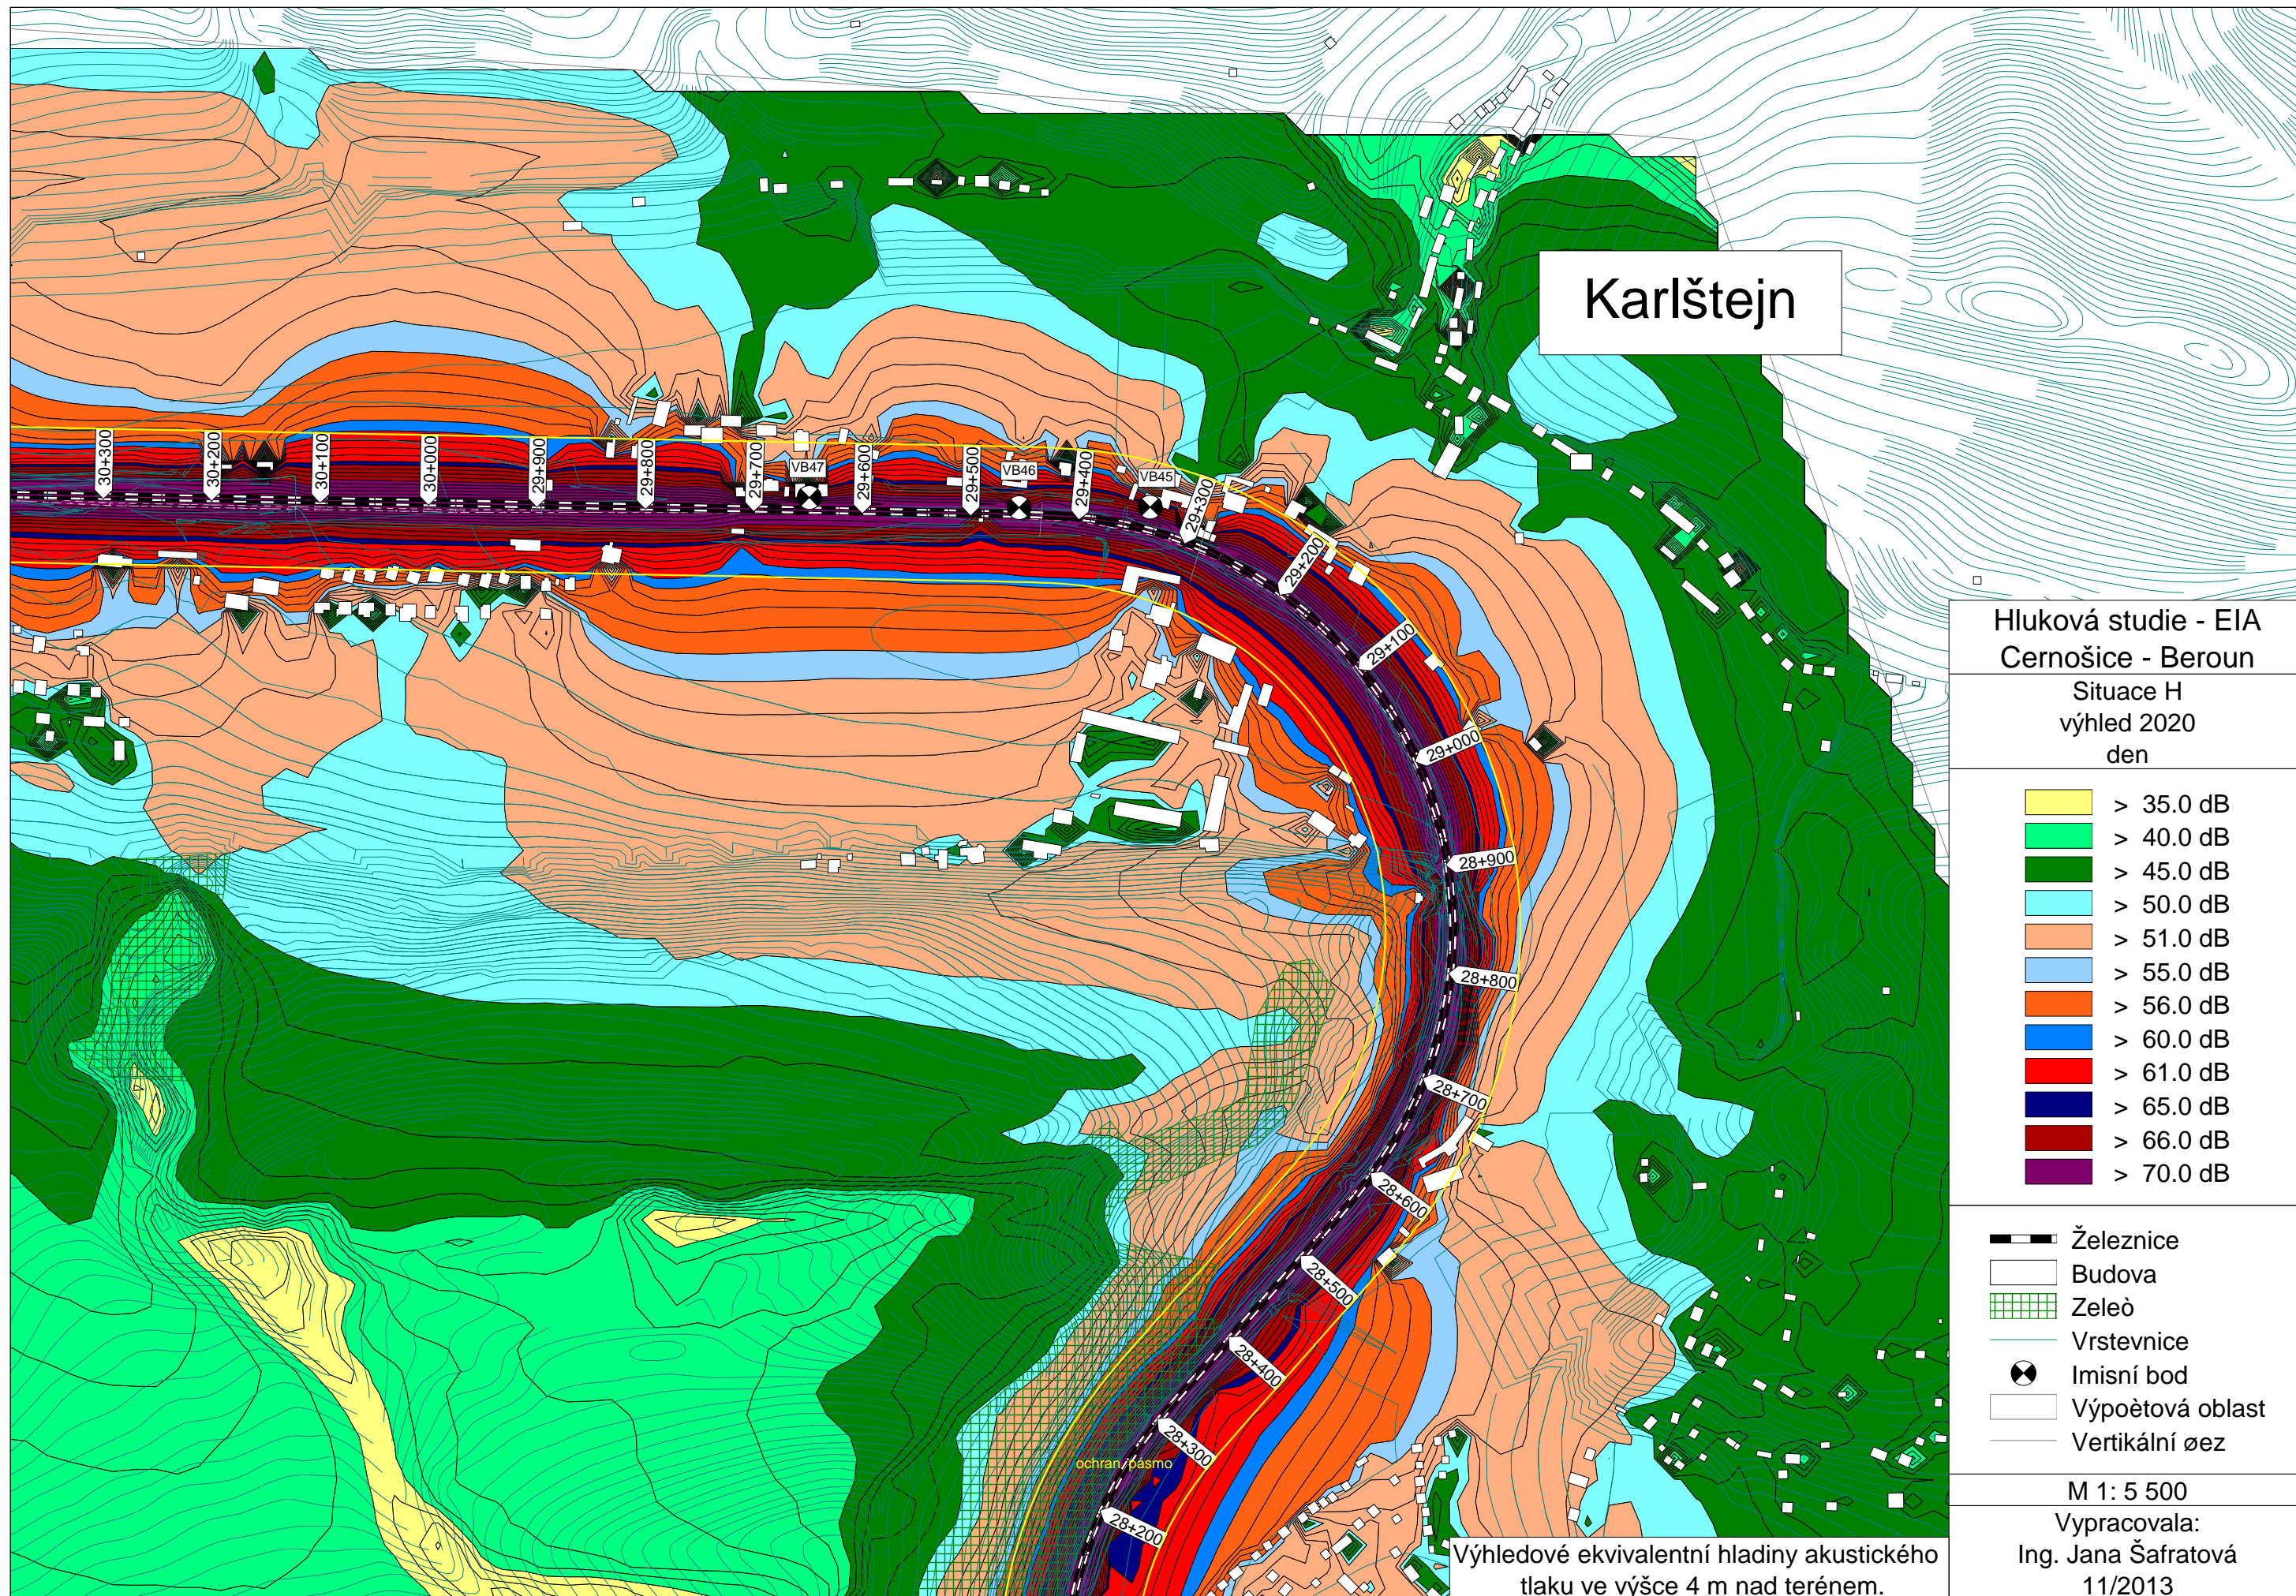 Karlštejn
30+300
30+200
30+100
30+000
29+900
29+800
29+700
VB47
29+600
29+500
VB46
29+400
VB45
29+300
29+200
29+100
29+000
28+900
28+800
28+700
28+600
28+500
28+400
28+300
ochran. pásmo
28+200
Hluková studie - EIA
Cernošice - Beroun
Situace H
výhled 2020
den
> 35.0 dB
> 40.0 dB
> 45.0 dB
> 50.0 dB
> 51.0 dB
> 55.0 dB
> 56.0 dB
> 60.0 dB
> 61.0 dB
> 65.0 dB
> 66.0 dB
> 70.0 dB
Železnice
Budova
Zeleò
Vrstevnice
Imisní bod
Výpoètová oblast
Vertikální øez
M 1: 5 500
Vypracovala:
Ing. Jana Šafratová
11/2013
Výhledové ekvivalentní hladiny akustického
tlaku ve výšce 4 m nad terénem.